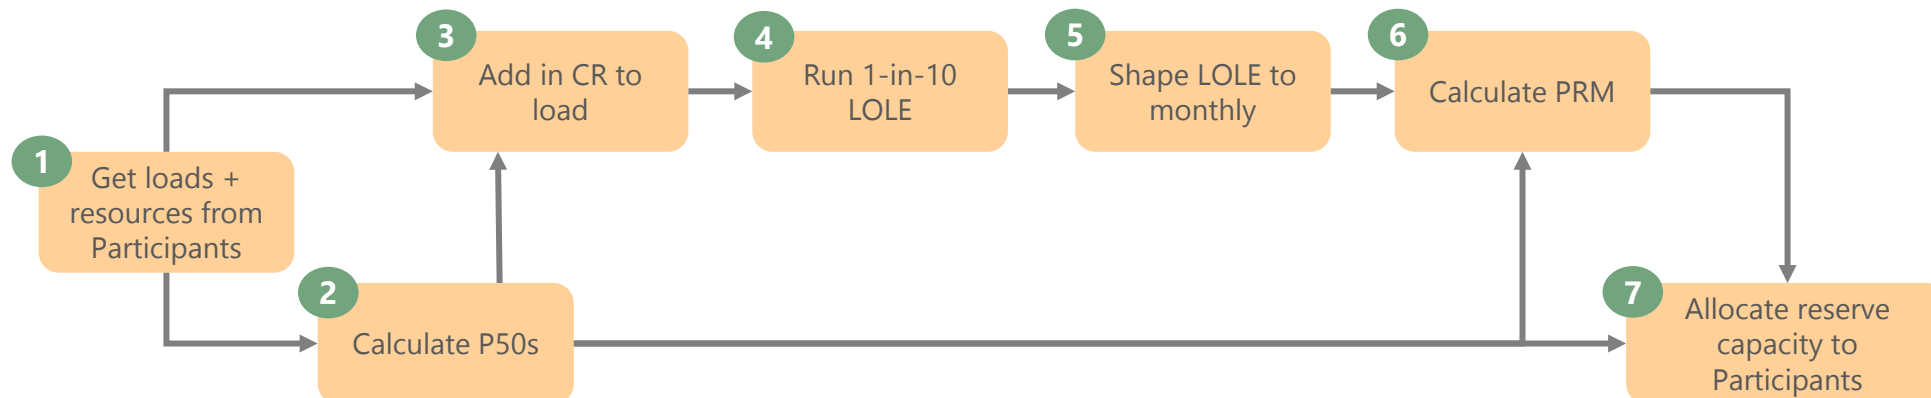 1
Get loads +
resources from
Participants
2
Calculate P50s
3
Add in CR to
load
4
Run 1-in-10
LOLE
5
Shape LOLE to
monthly
6
Calculate PRM
7
Allocate reserve
capacity to
Participants